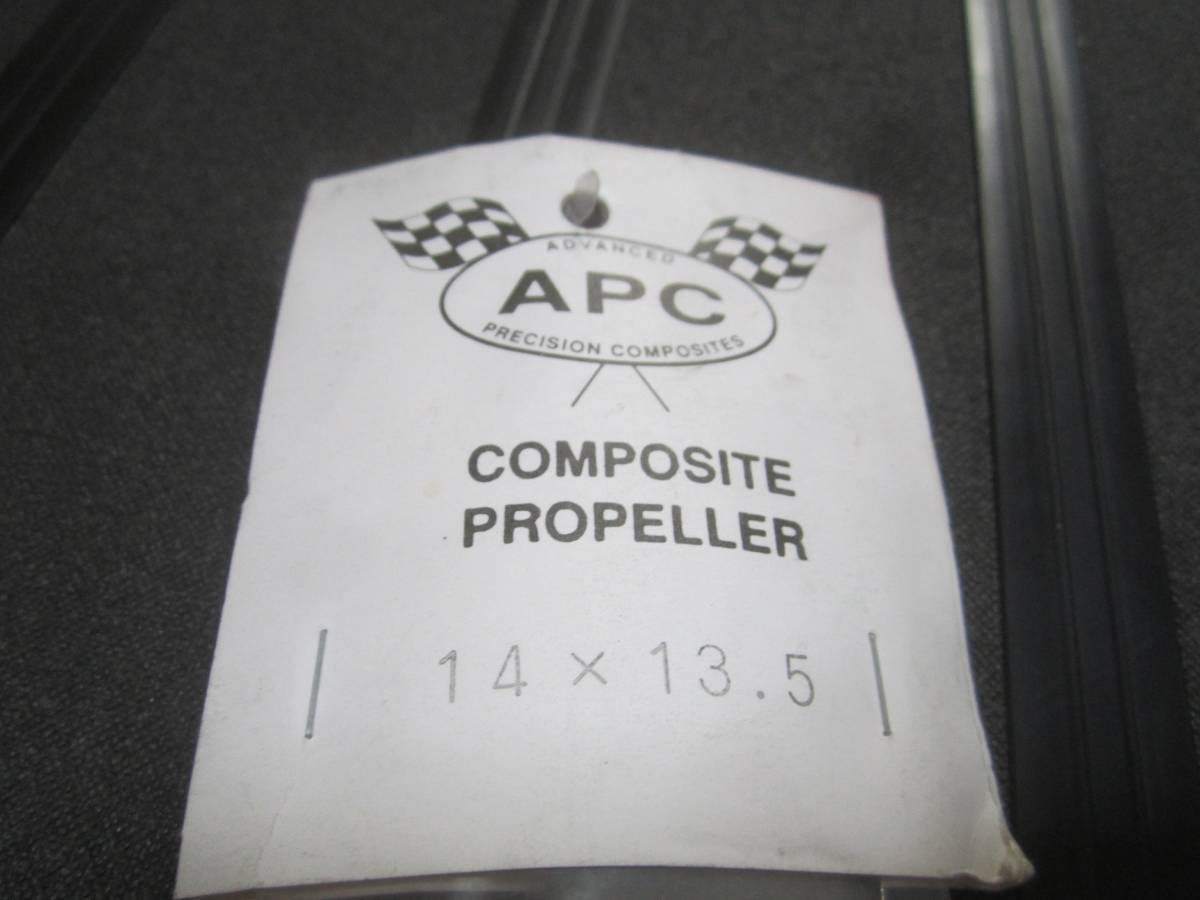 ADVANCED
APC
PRECISION COMPOSITES
COMPOSITE
PROPELLER
14 × 13.5